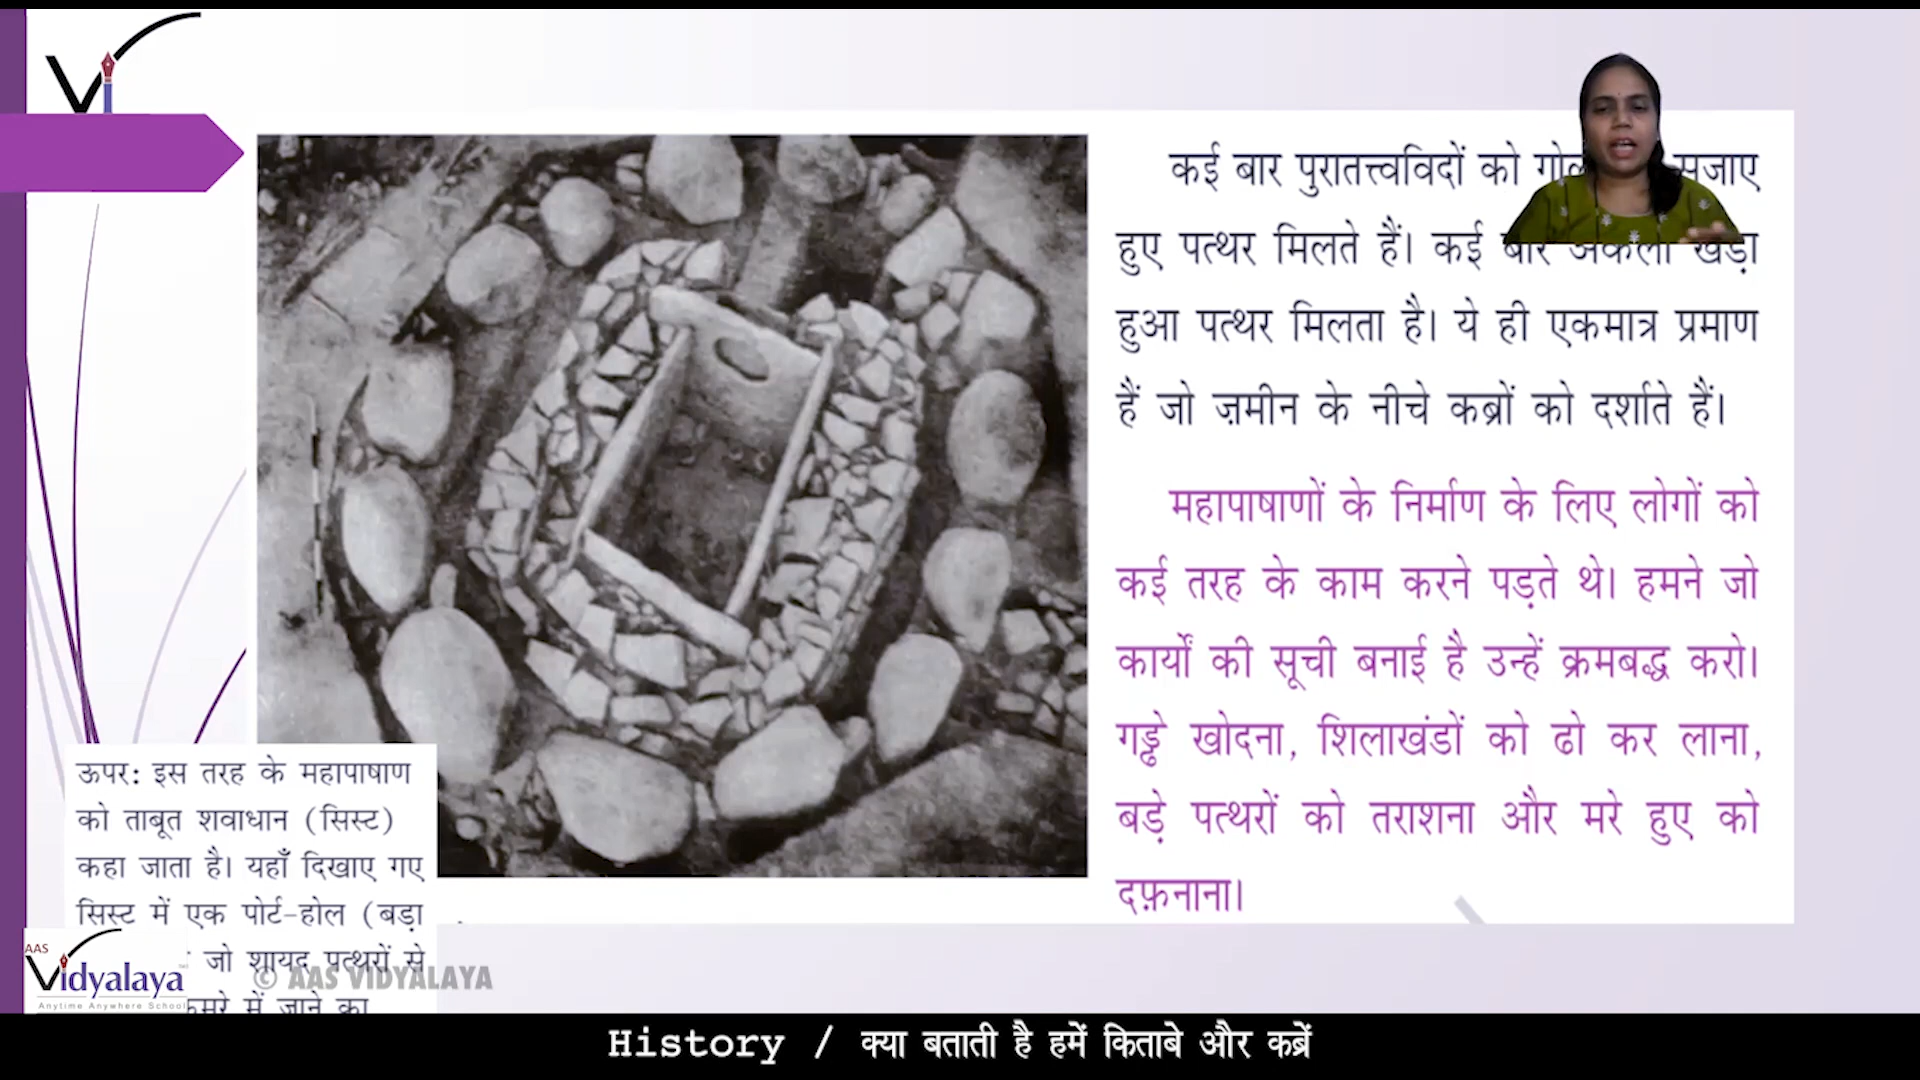 कई बार पुरातत्त्वविदों को सजाए
हुए पत्थर मिलते हैं। कई बार अकेला खड़ा
हुआ पत्थर मिलता है। ये ही एकमात्र प्रमाण
हैं जो ज़मीन के नीचे कब्रों को दर्शाते हैं।
महापाषाणों के निर्माण के लिए लोगों को
कई तरह के काम करने पड़ते थे। हमने जो
कार्यों की सूची बनाई है उन्हें क्रमबद्ध करो।
गड्ढे खोदना, शिलाखंडों को ढो कर लाना,
बड़े पत्थरों को तराशना और मरे हुए को
दफ़नाना।
ऊपर: इस तरह के महापाषाण
को ताबूत शवाधान (सिस्ट)
कहा जाता है। यहाँ दिखाए गए
सिस्ट में एक पोर्ट-होल (बड़ा
जो शायद पत्थरों से
कमरे में जाने का
AAS
Vidyalaya
Anytime Anywhere School
© AAS VIDYALAYA
History / क्या बताती है हमें किताबे और कब्रें